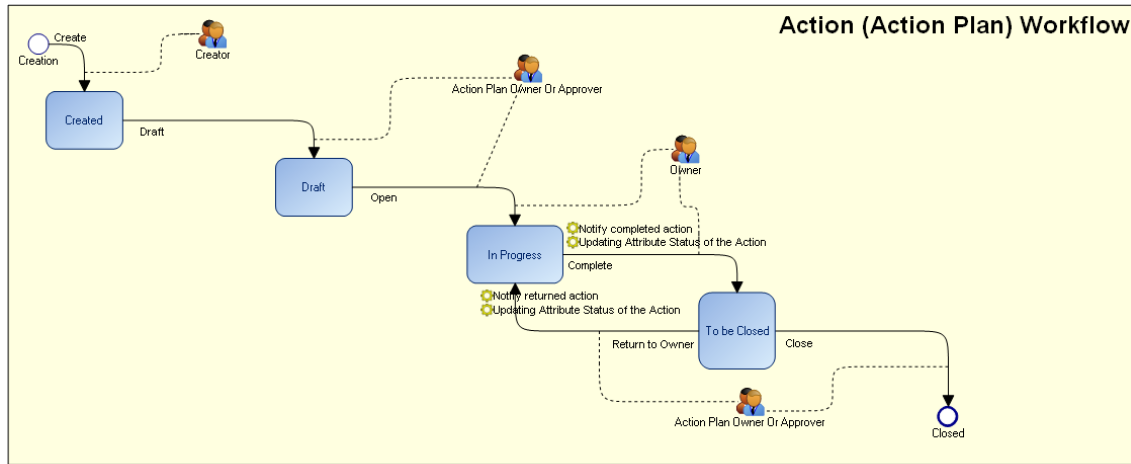 Action (Action Plan) Workflow
Create
Creation
Creator
Action Plan Owner Or Approver
Created
Draft
Owner
Draft
Open
Notify completed action
Updating Attribute Status of the Action
In Progress
Complete
Notify returned action
Updating Attribute Status of the Action
To be Closed
Return to Owner
Close
Action Plan Owner Or Approver
Closed